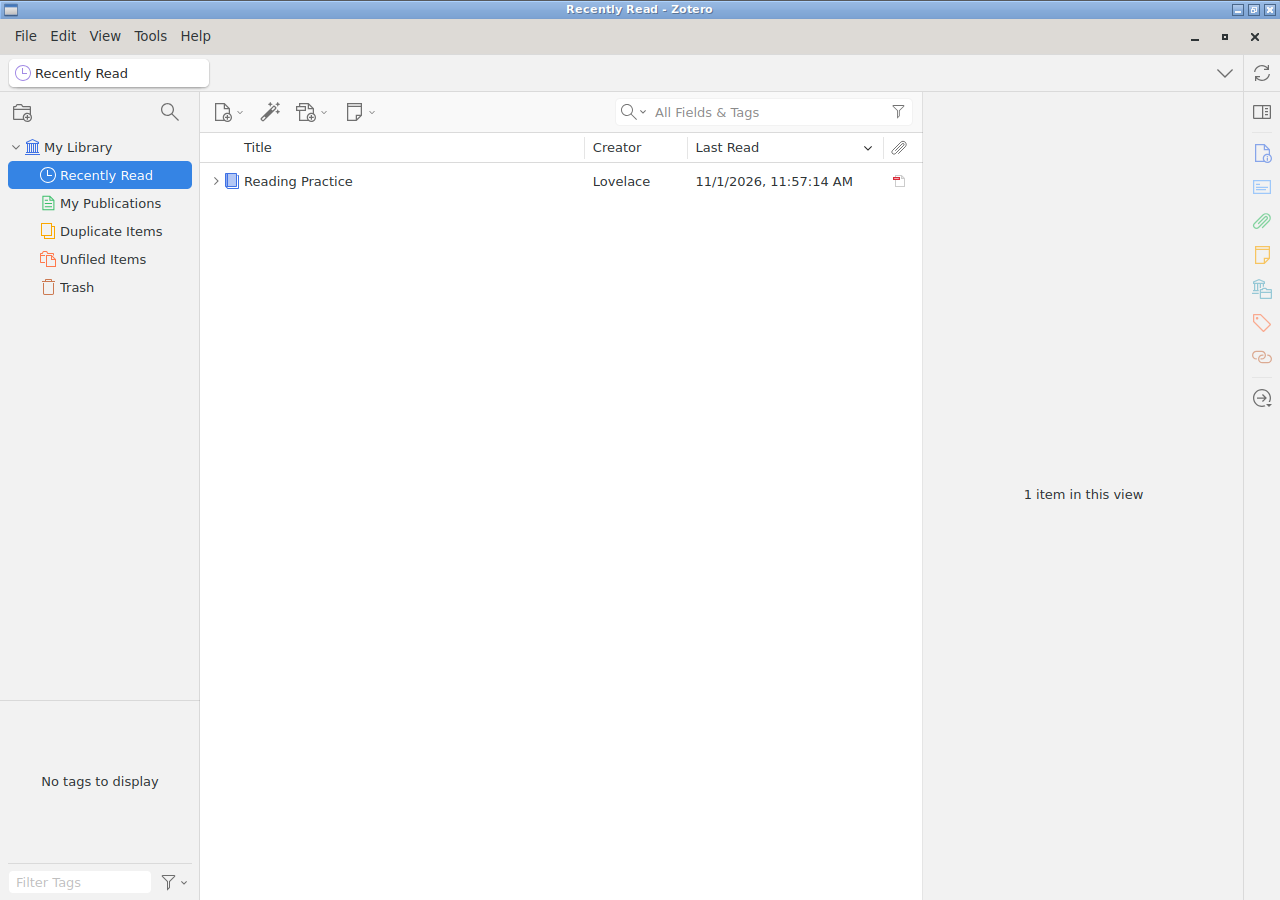 Recently Read - Zotero
File Edit View Tools Help
Recently Read
All Fields & Tags
My Library
Recently Read
My Publications
Duplicate Items
Unfiled Items
Trash
Title Creator Last Read
Reading Practice Lovelace 11/1/2026, 11:57:14 AM
1 item in this view
No tags to display
Filter Tags